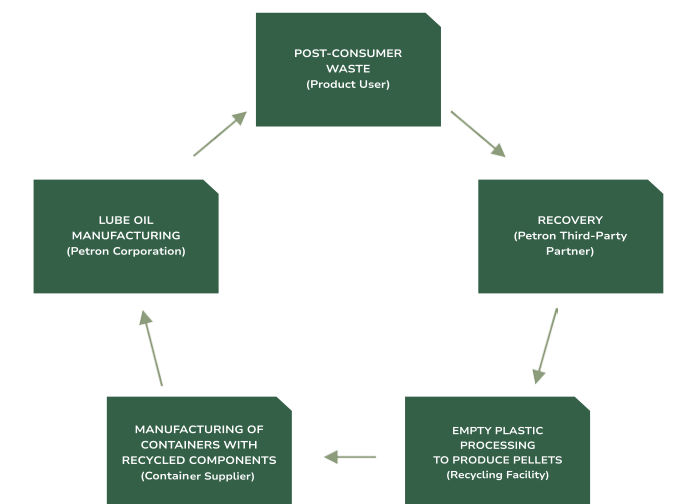 POST-CONSUMER
WASTE
(Product User)
LUBE OIL
MANUFACTURING
(Petron Corporation)
RECOVERY
(Petron Third-Party
Partner)
MANUFACTURING OF
CONTAINERS WITH
RECYCLED COMPONENTS
(Container Supplier)
EMPTY PLASTIC
PROCESSING
TO PRODUCE PELLETS
(Recycling Facility)